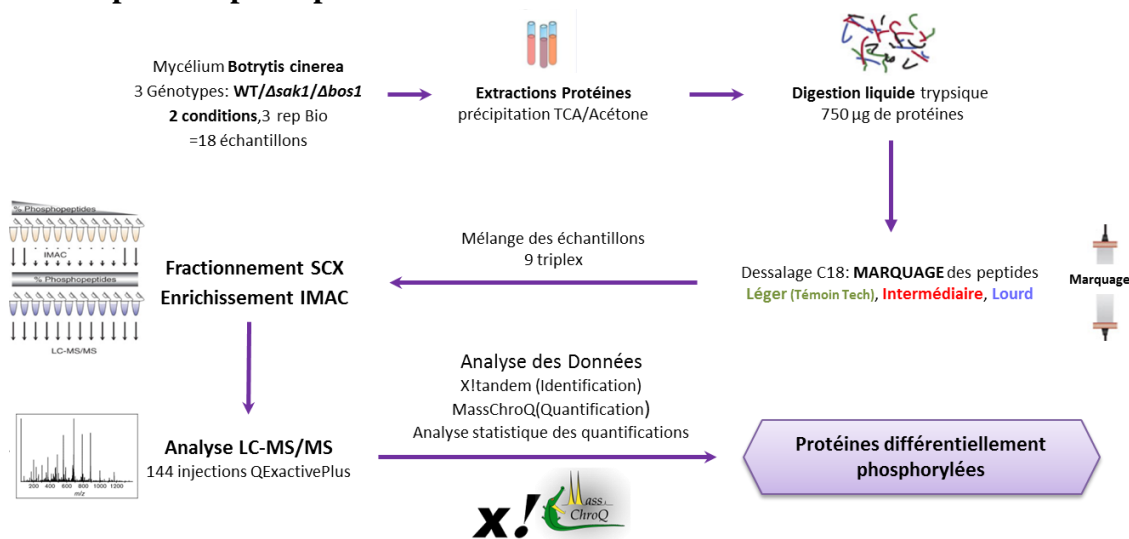 Mycélium Botrytis cinerea
3 Génotypes: WT/Δsak1/Δbos1
2 conditions,3 rep Bio
=18 échantillons
Extractions Protéines
précipitation TCA/Acétone
Digestion liquide trypsique
750 µg de protéines
Dessalage C18: MARQUAGE des peptides
Léger (Témoin Tech), Intermédiaire, Lourd
Marquage
Mélange des échantillons
9 triplex
% Phosphopeptides
IMAC
% Phosphopeptides
LC-MS/MS
Fractionnement SCX
Enrichissement IMAC
Analyse LC-MS/MS
144 injections QExactivePlus
200 400 600 800 1000 1200
m/z
Analyse des Données
X!tandem (Identification)
MassChroQ(Quantification)
Analyse statistique des quantifications
x!
Mass
ChroQ
Protéines différentiellement
phosphorylées